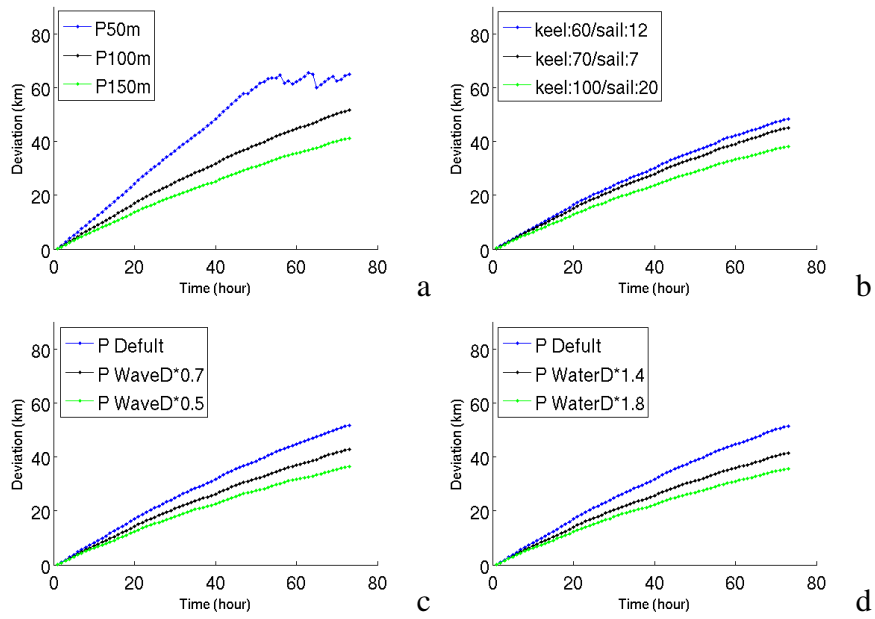 P50m
P100m
P150m
80
60
40
20
0
Deviation (km)
0 20 40 60 80
Time (hour)
a
keel:60/sail:12
keel:70/sail:7
keel:100/sail:20
80
60
40
20
0
Deviation (km)
0 20 40 60 80
Time (hour)
b
P Defult
P WaveD*0.7
P WaveD*0.5
80
60
40
20
0
Deviation (km)
0 20 40 60 80
Time (hour)
c
P Defult
P WaterD*1.4
P WaterD*1.8
80
60
40
20
0
Deviation (km)
0 20 40 60 80
Time (hour)
d